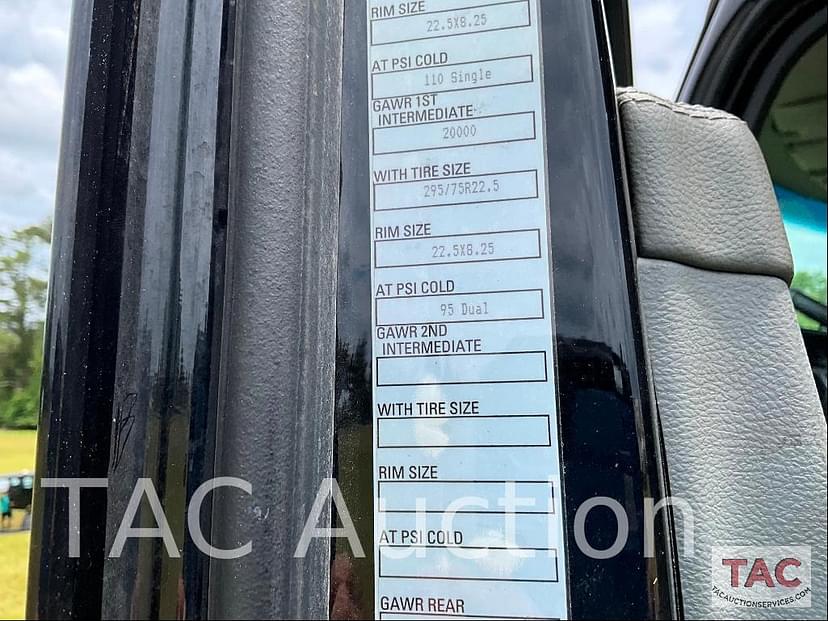 RIM SIZE
22.5X8.25
AT PSI COLD
110 Single
GAWR 1ST
INTERMEDIATE
20000
WITH TIRE SIZE
295/75R22.5
RIM SIZE
22.5X8.25
AT PSI COLD
95 Dual
GAWR 2ND
INTERMEDIATE
WITH TIRE SIZE
RIM SIZE
AT PSI COLD
GAWR REAR
TAC Auction
TAC
TACAUCTIONSERVICES.COM